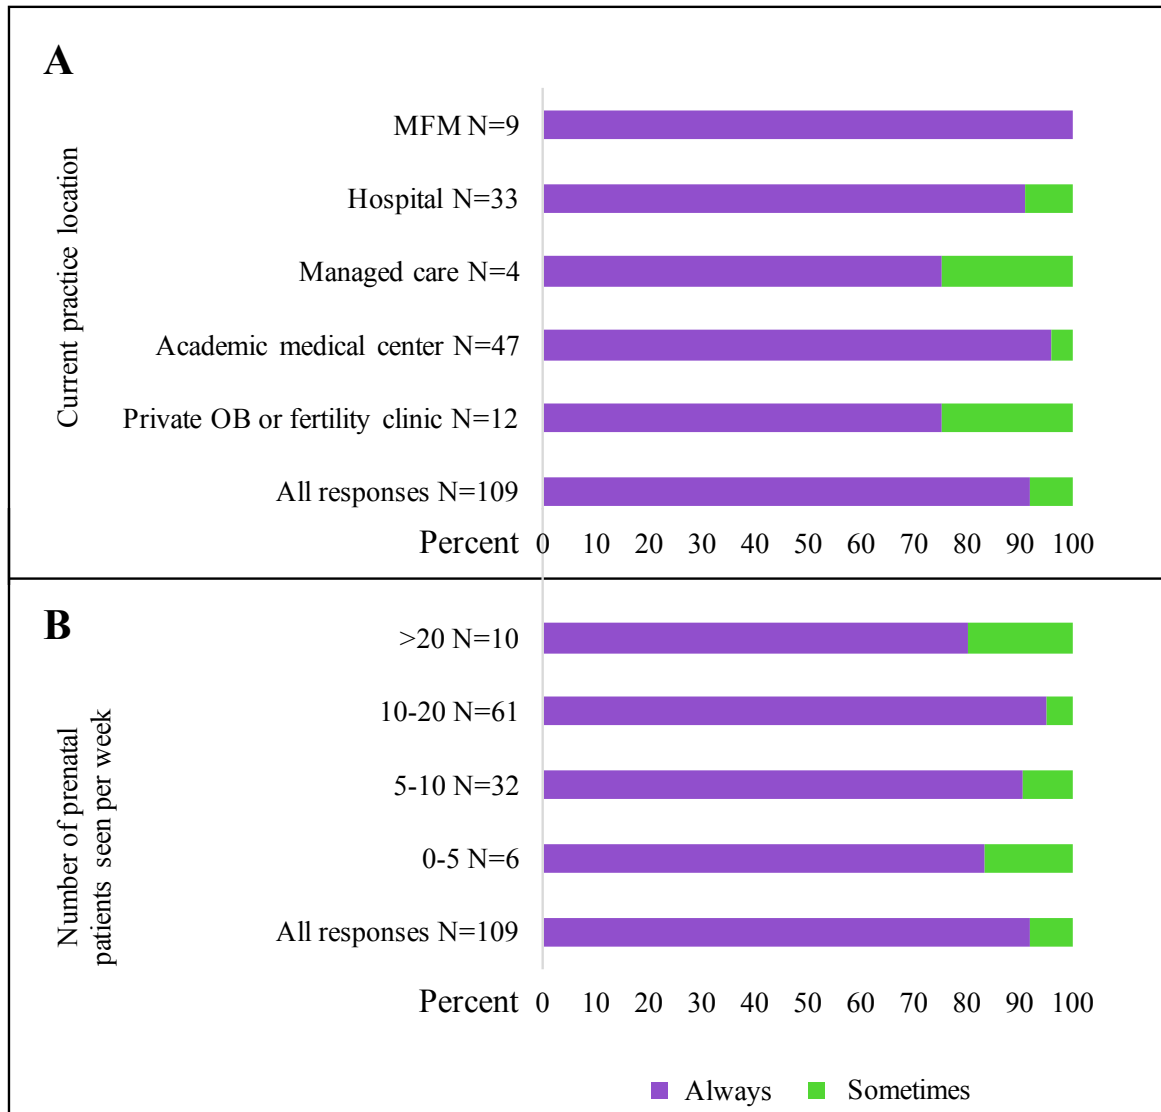 A
Current practice location
MFM N=9
Hospital N=33
Managed care N=4
Academic medical center N=47
Private OB or fertility clinic N=12
All responses N=109
Percent 0 10 20 30 40 50 60 70 80 90 100
B
Number of prenatal
patients seen per week
>20 N=10
10-20 N=61
5-10 N=32
0-5 N=6
All responses N=109
Percent 0 10 20 30 40 50 60 70 80 90 100
Always Sometimes